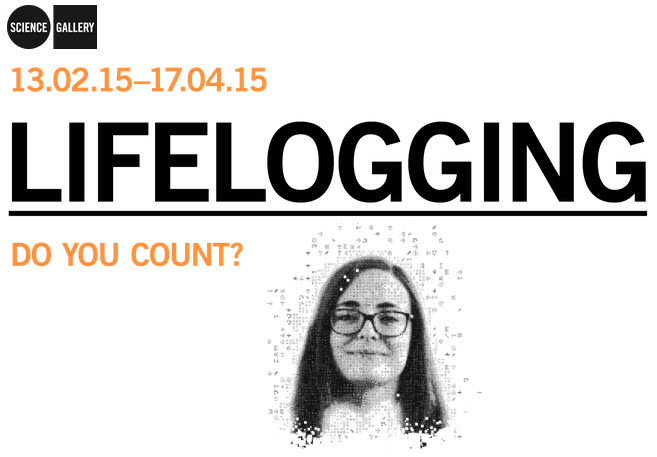 SCIENCE GALLERY
13.02.15–17.04.15
LIFELOGGING
DO YOU COUNT?